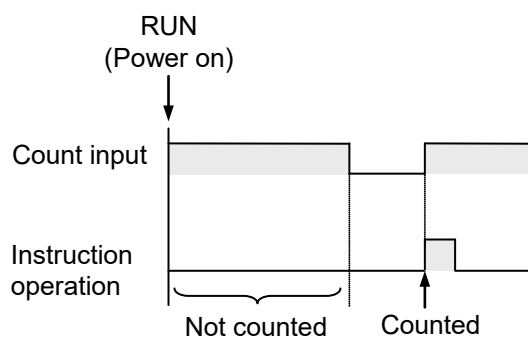 RUN
(Power on)
Count input
Instruction
operation
Not counted
Counted